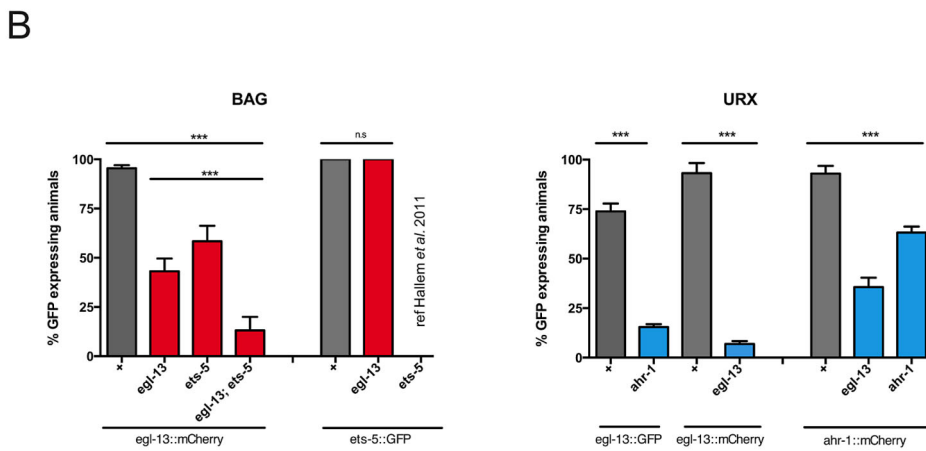 B
BAG
*** n.s
***
% GFP expressing animals
100
75
50
25
0
+ egl-13 ets-5 egl-13; ets-5 + egl-13 ets-5
ref Hallem et al. 2011
egl-13::mCherry ets-5::GFP
URX
*** *** ***
% GFP expressing animals
100
75
50
25
0
+ ahr-1 + egl-13 + egl-13 ahr-1
egl-13::GFP egl-13::mCherry ahr-1::mCherry